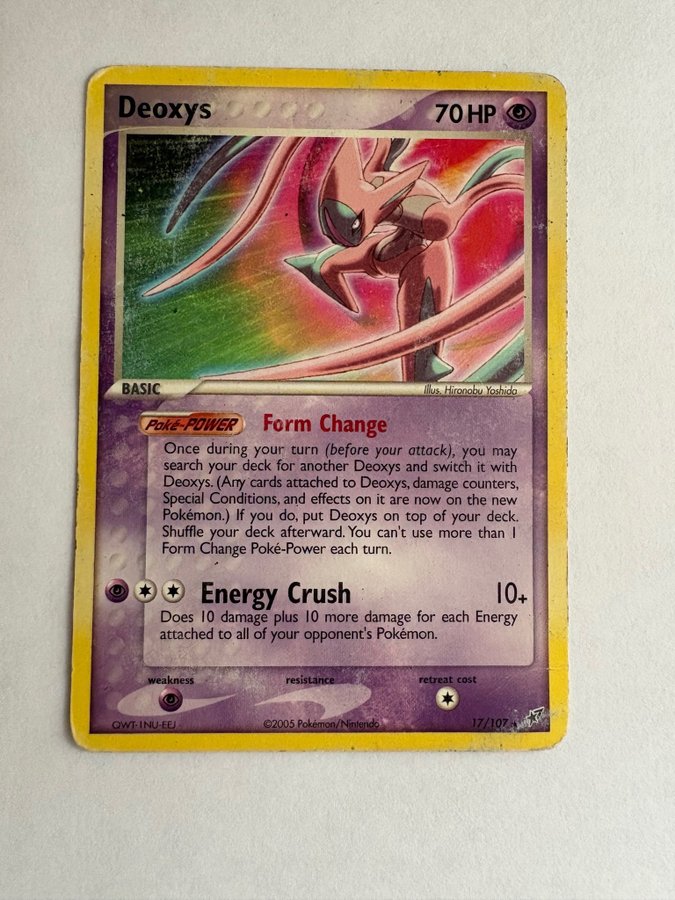 Deoxys 70 HP
BASIC
Illus. Hironobu Yoshida
Poké-POWER Form Change
Once during your turn (before your attack), you may
search your deck for another Deoxys and switch it with
Deoxys. (Any cards attached to Deoxys, damage counters,
Special Conditions, and effects on it are now on the new
Pokémon.) If you do, put Deoxys on top of your deck.
Shuffle your deck afterward. You can't use more than 1
Form Change Poké-Power each turn.
Energy Crush 10+
Does 10 damage plus 10 more damage for each Energy
attached to all of your opponent's Pokémon.
weakness resistance retreat cost
QWT-1NU-EEJ ©2005 Pokémon/Nintendo 17/107